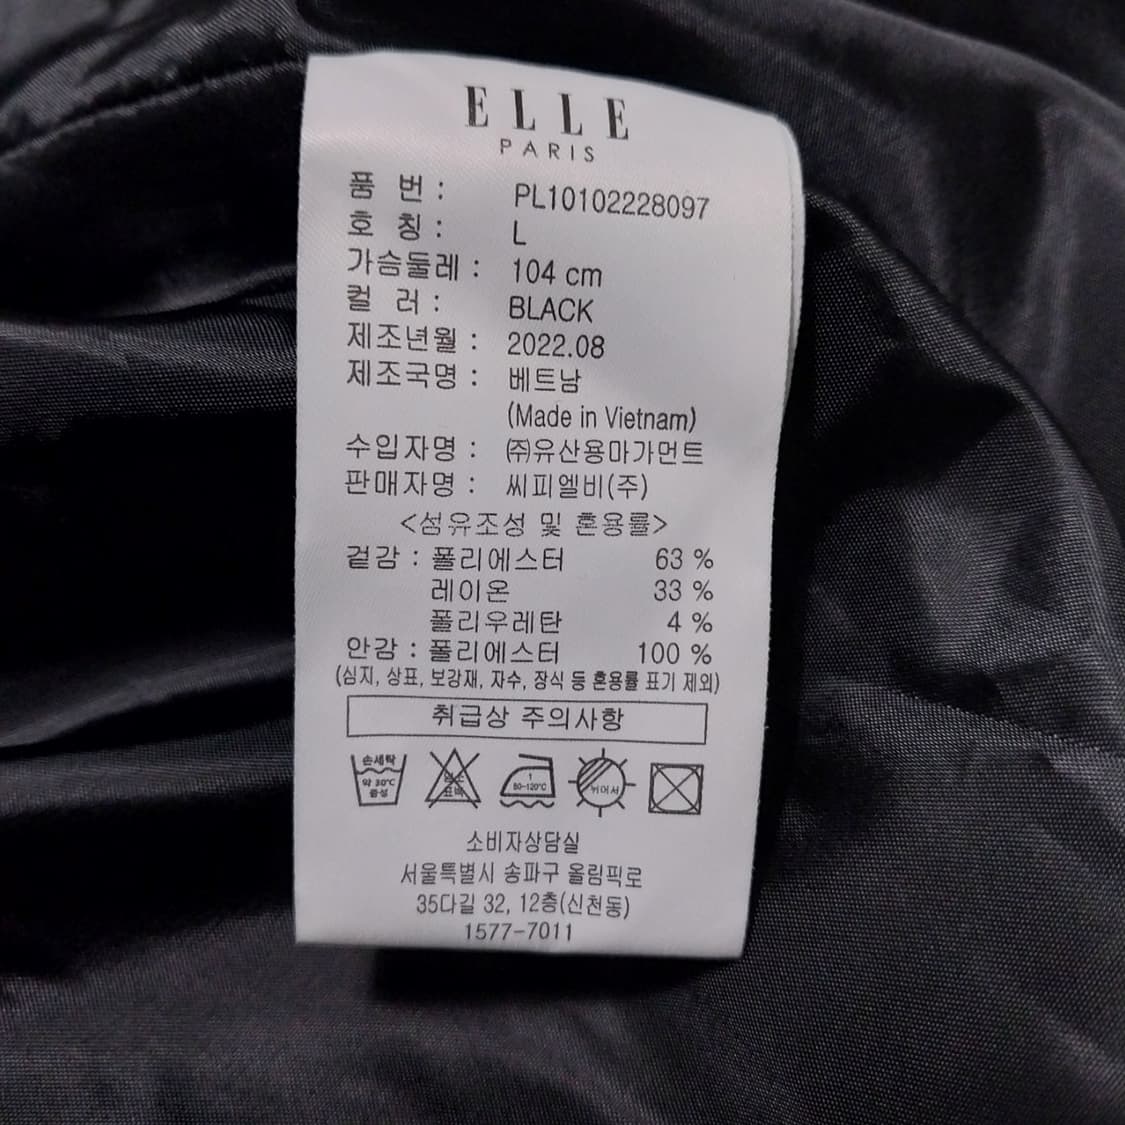 ELLE
PARIS
품 번 : PL10102228097
호 칭 : L
가슴둘레 : 104 cm
컬 러 : BLACK
제조년월 : 2022.08
제조국명 : 베트남
(Made in Vietnam)
수입자명 : ㈜유산용마가먼트
판매자명 : 씨피엘비(주)
<섬유조성 및 혼용률>
겉감 : 폴리에스터 63 %
레이온 33 %
폴리우레탄 4 %
안감 : 폴리에스터 100 %
(심지, 상표, 보강재, 자수, 장식 등 혼용률 표기 제외)
취급상 주의사항
손세탁
약 30℃
중성
염소
표백
1
80~120℃
뉘어서
소비자상담실
서울특별시 송파구 올림픽로
35다길 32, 12층(신천동)
1577-7011